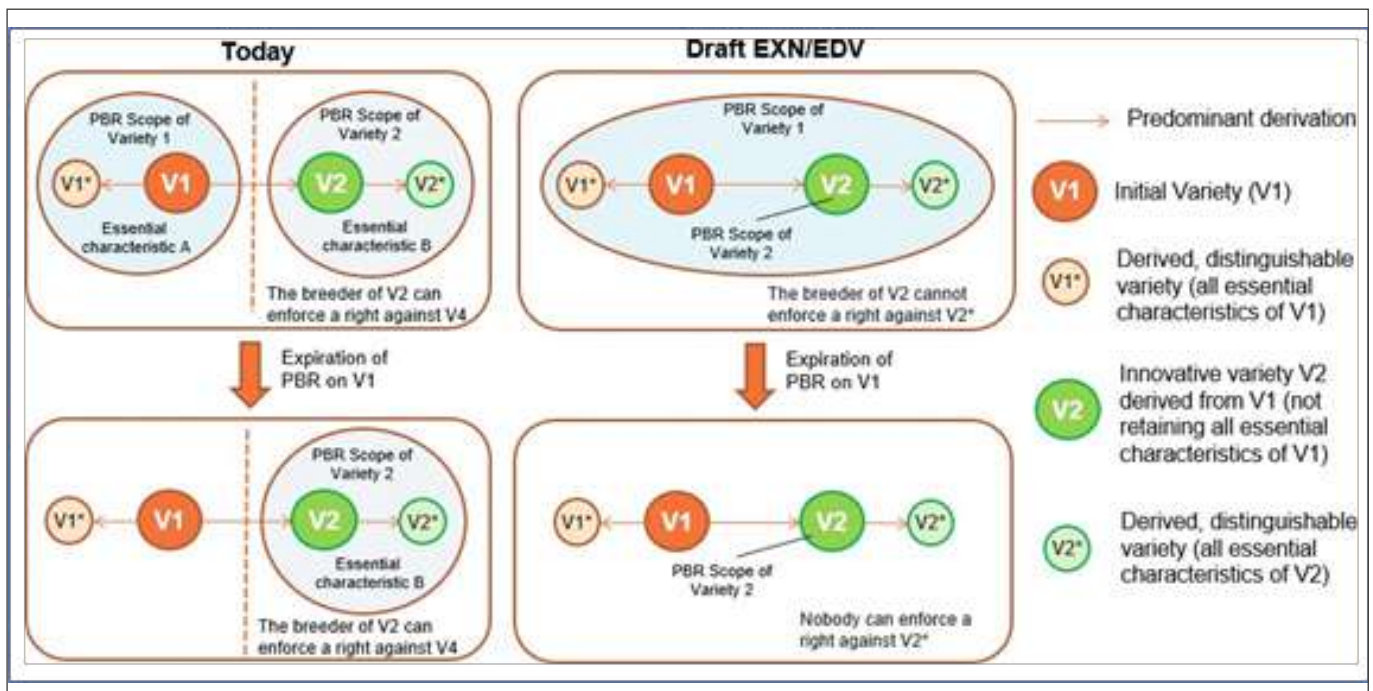 Today
PBR Scope of
Variety 1
V1*
V1
Essential
characteristic A
PBR Scope of
Variety 2
V2
V2*
Essential
characteristic B
The breeder of V2 can
enforce a right against V4
Expiration of
PBR on V1
V1*
V1
PBR Scope of
Variety 2
V2
V2*
Essential
characteristic B
The breeder of V2 can
enforce a right against V4
Draft EXN/EDV
PBR Scope of
Variety 1
V1*
V1
V2
V2*
PBR Scope of
Variety 2
The breeder of V2 cannot
enforce a right against V2*
Expiration of
PBR on V1
V1*
V1
V2
V2*
PBR Scope of
Variety 2
Nobody can enforce a
right against V2*
Predominant derivation
V1
Initial Variety (V1)
V1*
Derived, distinguishable
variety (all essential
characteristics of V1)
V2
Innovative variety V2
derived from V1 (not
retaining all essential
characteristics of V1)
V2*
Derived, distinguishable
variety (all essential
characteristics of V2)